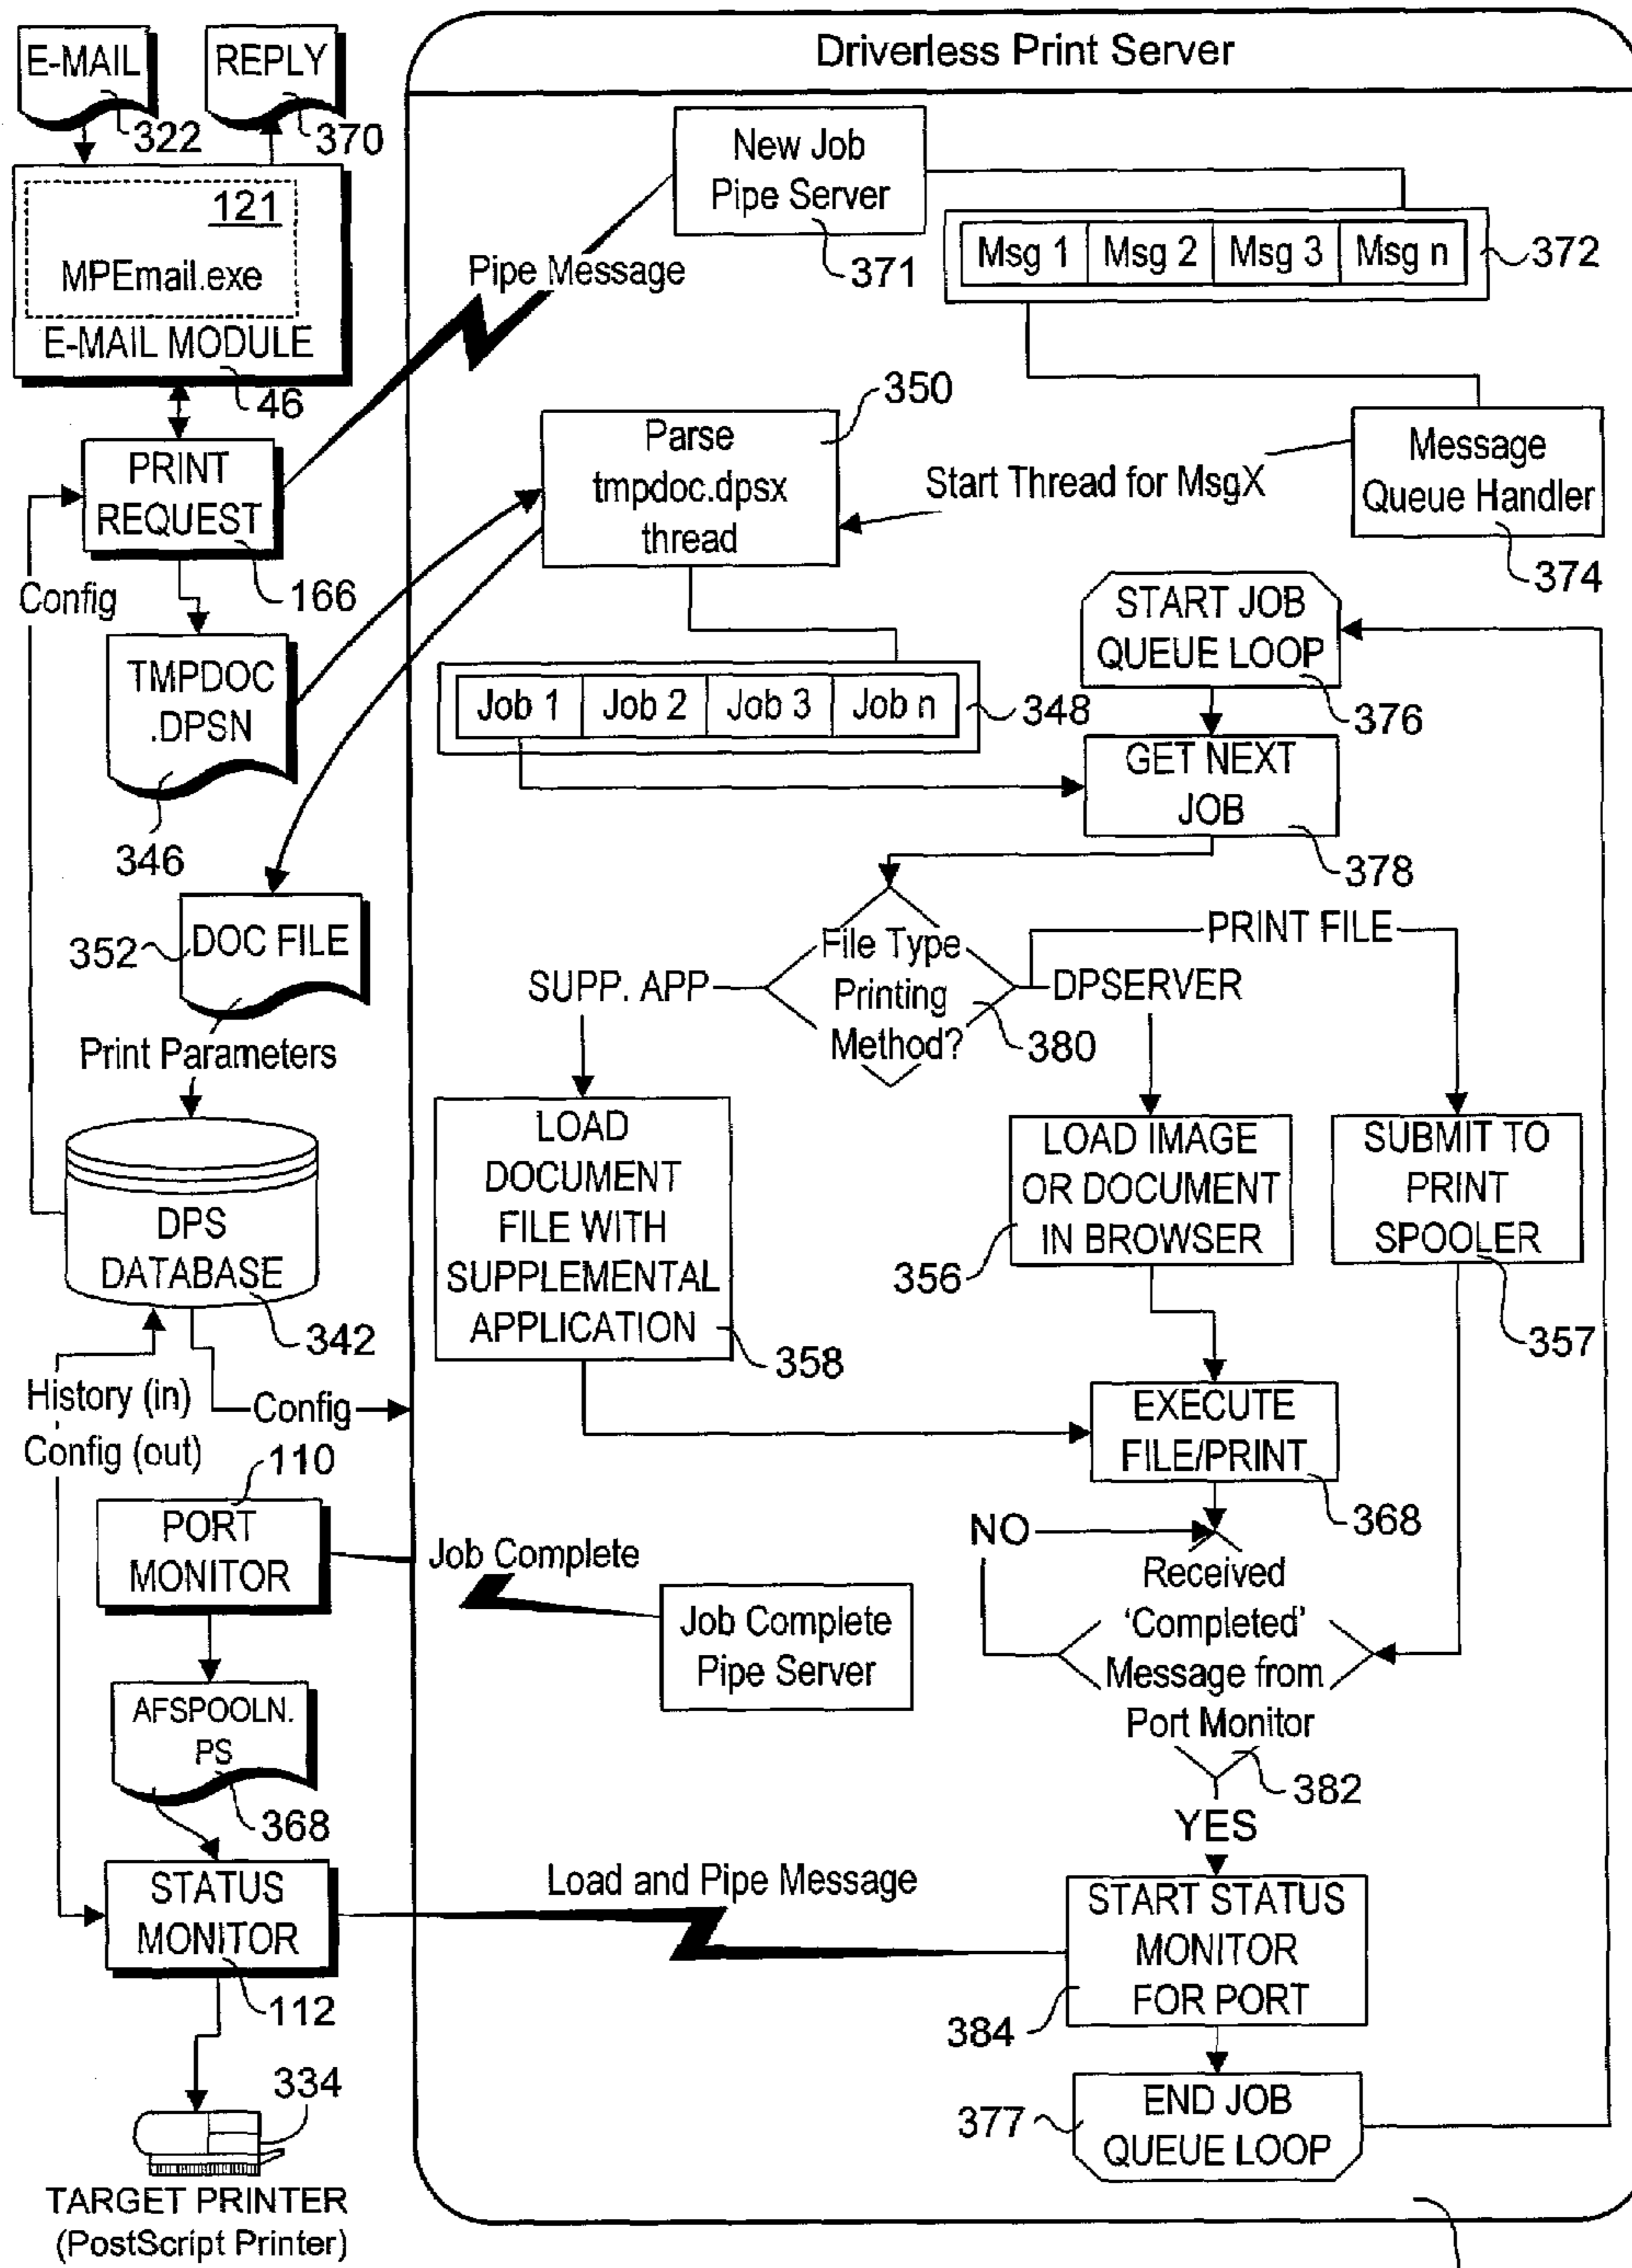 Driverless Print Server
E-MAIL
322
REPLY
370
121
MPEmail.exe
E-MAIL MODULE
46
Pipe Message
New Job
Pipe Server
371
Msg 1 Msg 2 Msg 3 Msg n
372
PRINT
REQUEST
166
Config
350
Parse
tmpdoc.dpsx
thread
Start Thread for MsgX
Message
Queue Handler
374
TMPDOC
.DPSN
346
Job 1 Job 2 Job 3 Job n
348
START JOB
QUEUE LOOP
376
GET NEXT
JOB
378
DOC FILE
352
Print Parameters
File Type
Printing
Method?
380
SUPP. APP
DPSERVER
PRINT FILE
LOAD
DOCUMENT
FILE WITH
SUPPLEMENTAL
APPLICATION
358
LOAD IMAGE
OR DOCUMENT
IN BROWSER
356
SUBMIT TO
PRINT
SPOOLER
357
DPS
DATABASE
342
History (in)
Config (out)
Config
EXECUTE
FILE/PRINT
368
110
PORT
MONITOR
Job Complete
Job Complete
Pipe Server
NO
Received
‘Completed’
Message from
Port Monitor
382
YES
AFSPOOLN.
PS
368
STATUS
MONITOR
112
Load and Pipe Message
START STATUS
MONITOR
FOR PORT
384
END JOB
QUEUE LOOP
377
334
TARGET PRINTER
(PostScript Printer)